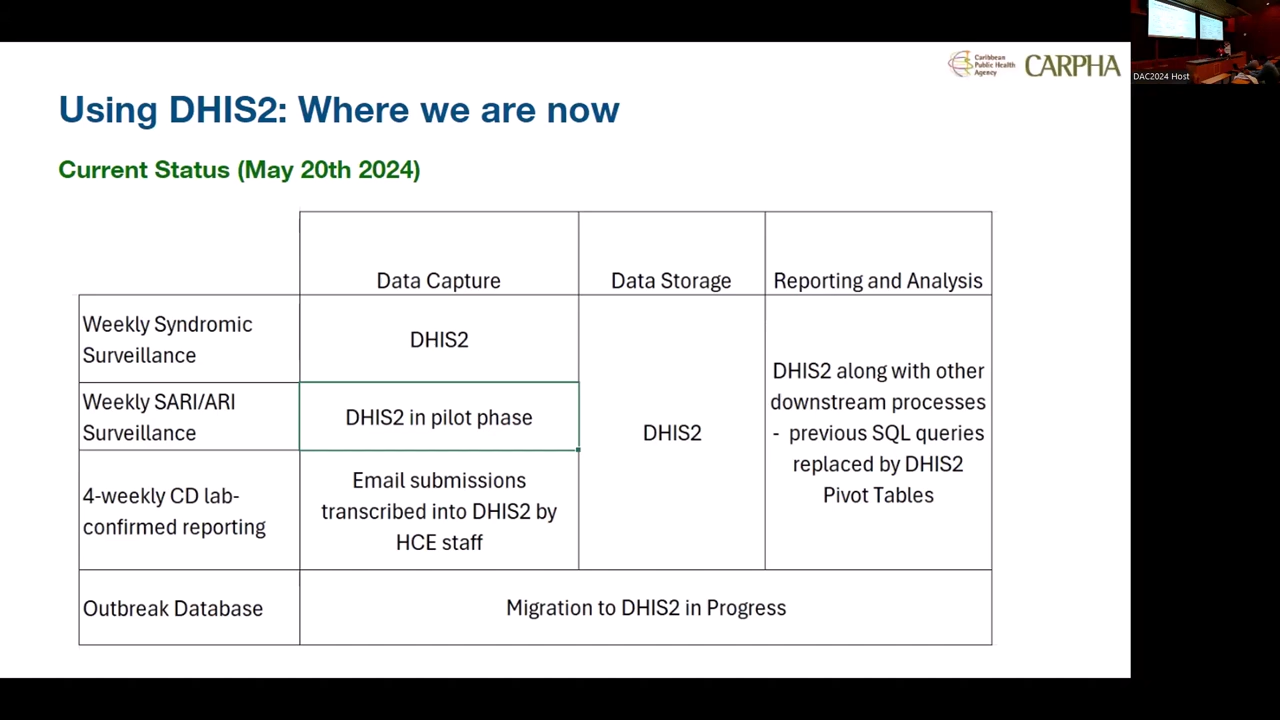 Caribbean
Public Health
Agency
CARPHA
DAC2024 Host
Using DHIS2: Where we are now
Current Status (May 20th 2024)
Data Capture
Data Storage
Reporting and Analysis
Weekly Syndromic
Surveillance
DHIS2
Weekly SARI/ARI
Surveillance
DHIS2 in pilot phase
4-weekly CD lab-
confirmed reporting
Email submissions
transcribed into DHIS2 by
HCE staff
DHIS2
DHIS2 along with other
downstream processes
- previous SQL queries
replaced by DHIS2
Pivot Tables
Outbreak Database
Migration to DHIS2 in Progress